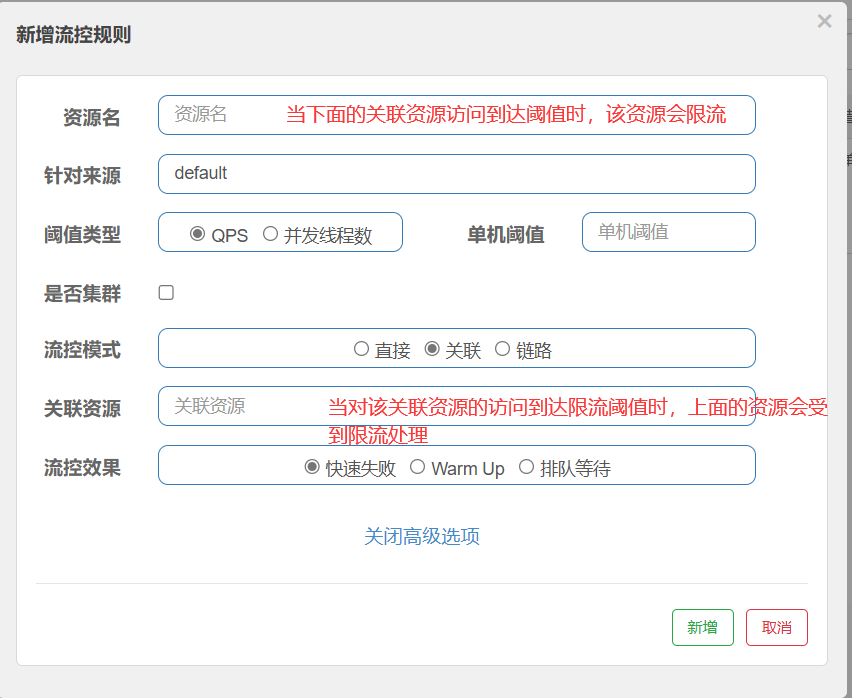 新增流控规则 ×
资源名 资源名 当下面的关联资源访问到达阈值时，该资源会限流
针对来源 default
阈值类型 QPS 并发线程数 单机阈值 单机阈值
是否集群
流控模式 直接 关联 链路
关联资源 关联资源 当对该关联资源的访问到达限流阈值时，上面的资源会受
到限流处理
流控效果 快速失败 Warm Up 排队等待
关闭高级选项
新增 取消